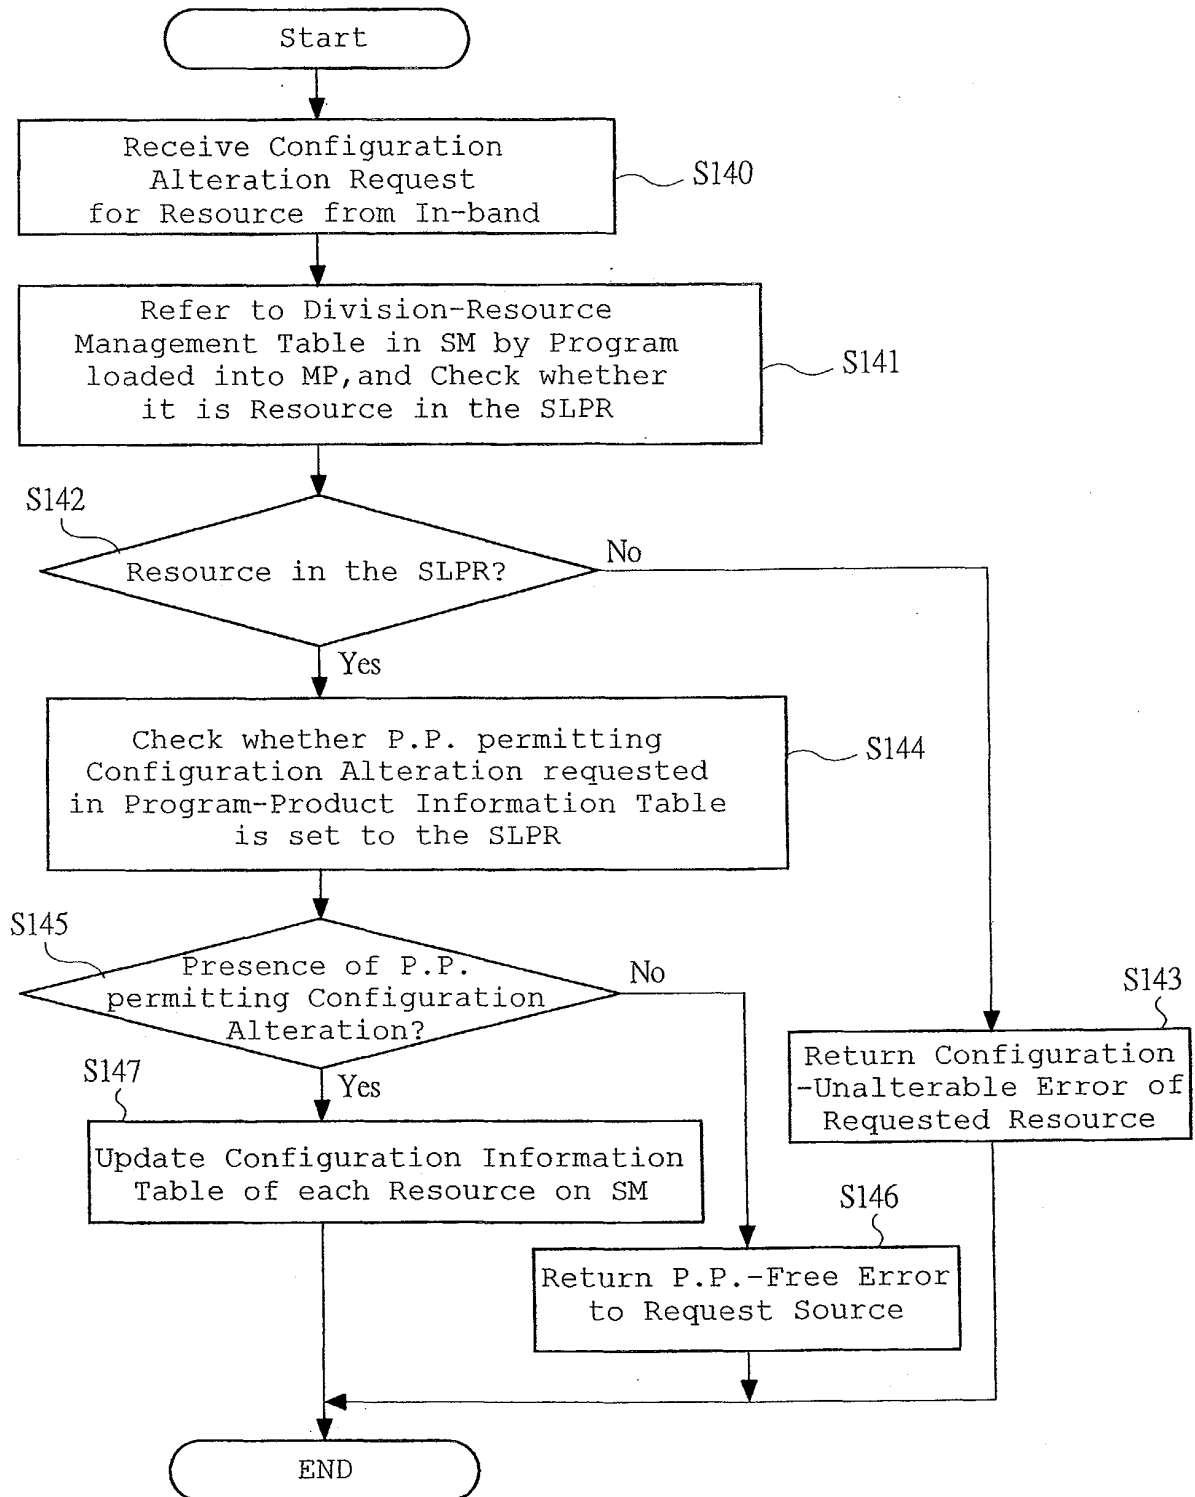 Start
Receive Configuration
Alteration Request
for Resource from In-band
S140
Refer to Division-Resource
Management Table in SM by Program
loaded into MP,and Check whether
it is Resource in the SLPR
S141
S142
Resource in the SLPR?
No
Yes
Check whether P.P. permitting
Configuration Alteration requested
in Program-Product Information Table
is set to the SLPR
S144
S145
Presence of P.P.
permitting Configuration
Alteration?
No
Yes
S143
Return Configuration
-Unalterable Error of
Requested Resource
S147
Update Configuration Information
Table of each Resource on SM
S146
Return P.P.-Free Error
to Request Source
END